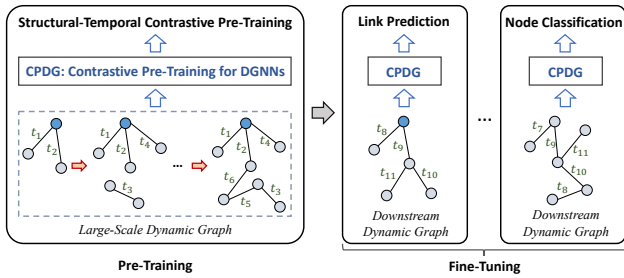 Structural-Temporal Contrastive Pre-Training
CPDG: Contrastive Pre-Training for DGNNs
t1
t2
t1
t2
t4
t3
...
t1
t2
t4
t6
t3
t5
Large-Scale Dynamic Graph
Pre-Training
Link Prediction
CPDG
t8
t9
t11
t10
Downstream
Dynamic Graph
...
Node Classification
CPDG
t7
t9
t11
t10
t8
Downstream
Dynamic Graph
Fine-Tuning